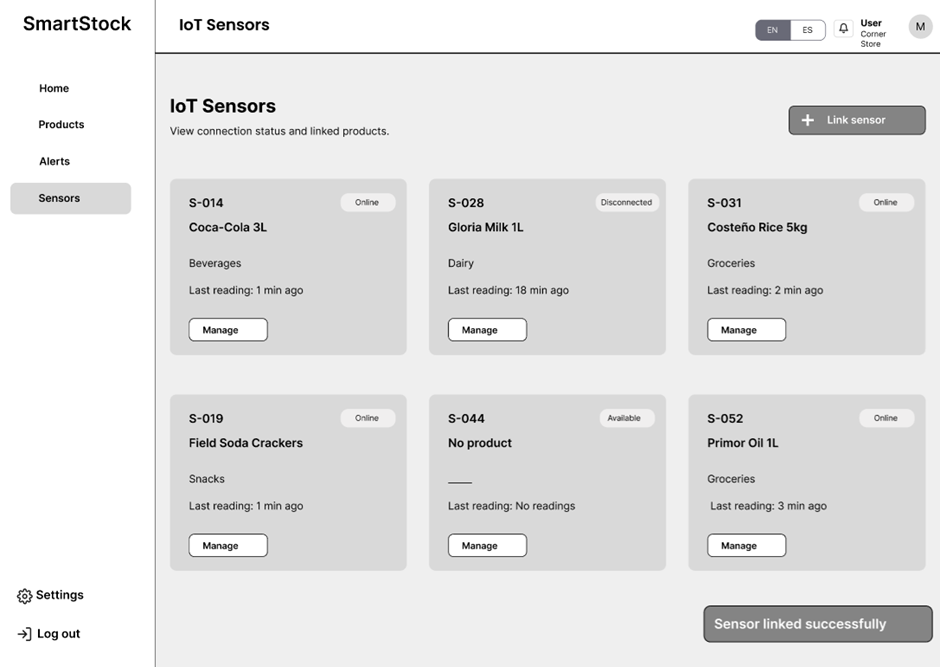 SmartStock
IoT Sensors
EN
ES
User
Corner
Store
M
Home
Products
Alerts
Sensors
Settings
Log out
IoT Sensors
View connection status and linked products.
+ Link sensor
S-014
Online
Coca-Cola 3L
Beverages
Last reading: 1 min ago
Manage
S-028
Disconnected
Gloria Milk 1L
Dairy
Last reading: 18 min ago
Manage
S-031
Online
Costeño Rice 5kg
Groceries
Last reading: 2 min ago
Manage
S-019
Online
Field Soda Crackers
Snacks
Last reading: 1 min ago
Manage
S-044
Available
No product
____
Last reading: No readings
Manage
S-052
Online
Primor Oil 1L
Groceries
Last reading: 3 min ago
Manage
Sensor linked successfully